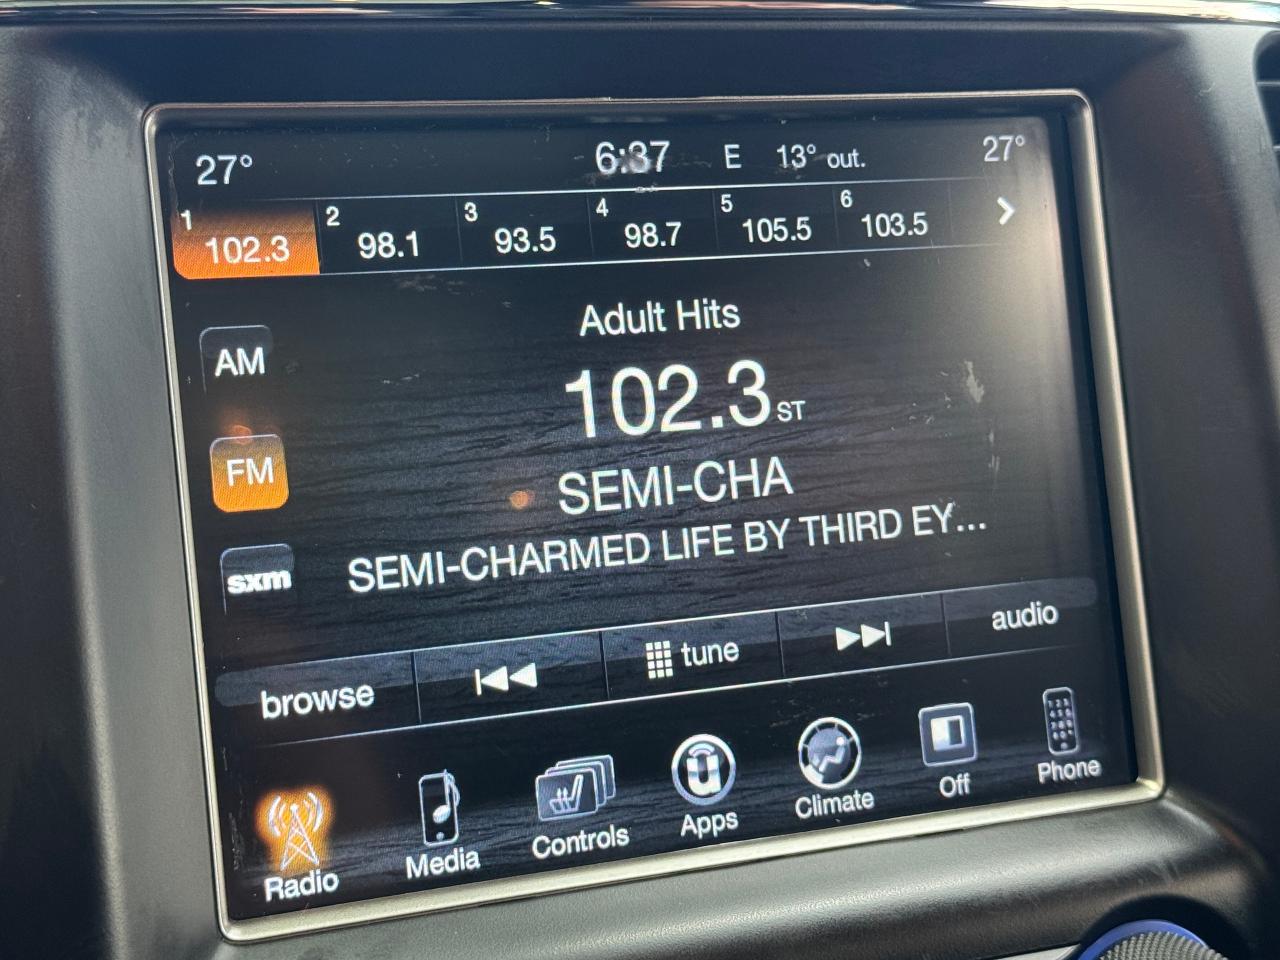 27° 6:37 E 13° out. 27°
1 2 3 4 5 6
102.3 98.1 93.5 98.7 105.5 103.5
Adult Hits
AM
102.3 ST
FM
SEMI-CHA
SEMI-CHARMED LIFE BY THIRD EY...
sxm
browse tune audio
Radio Media Controls Apps Climate Off Phone